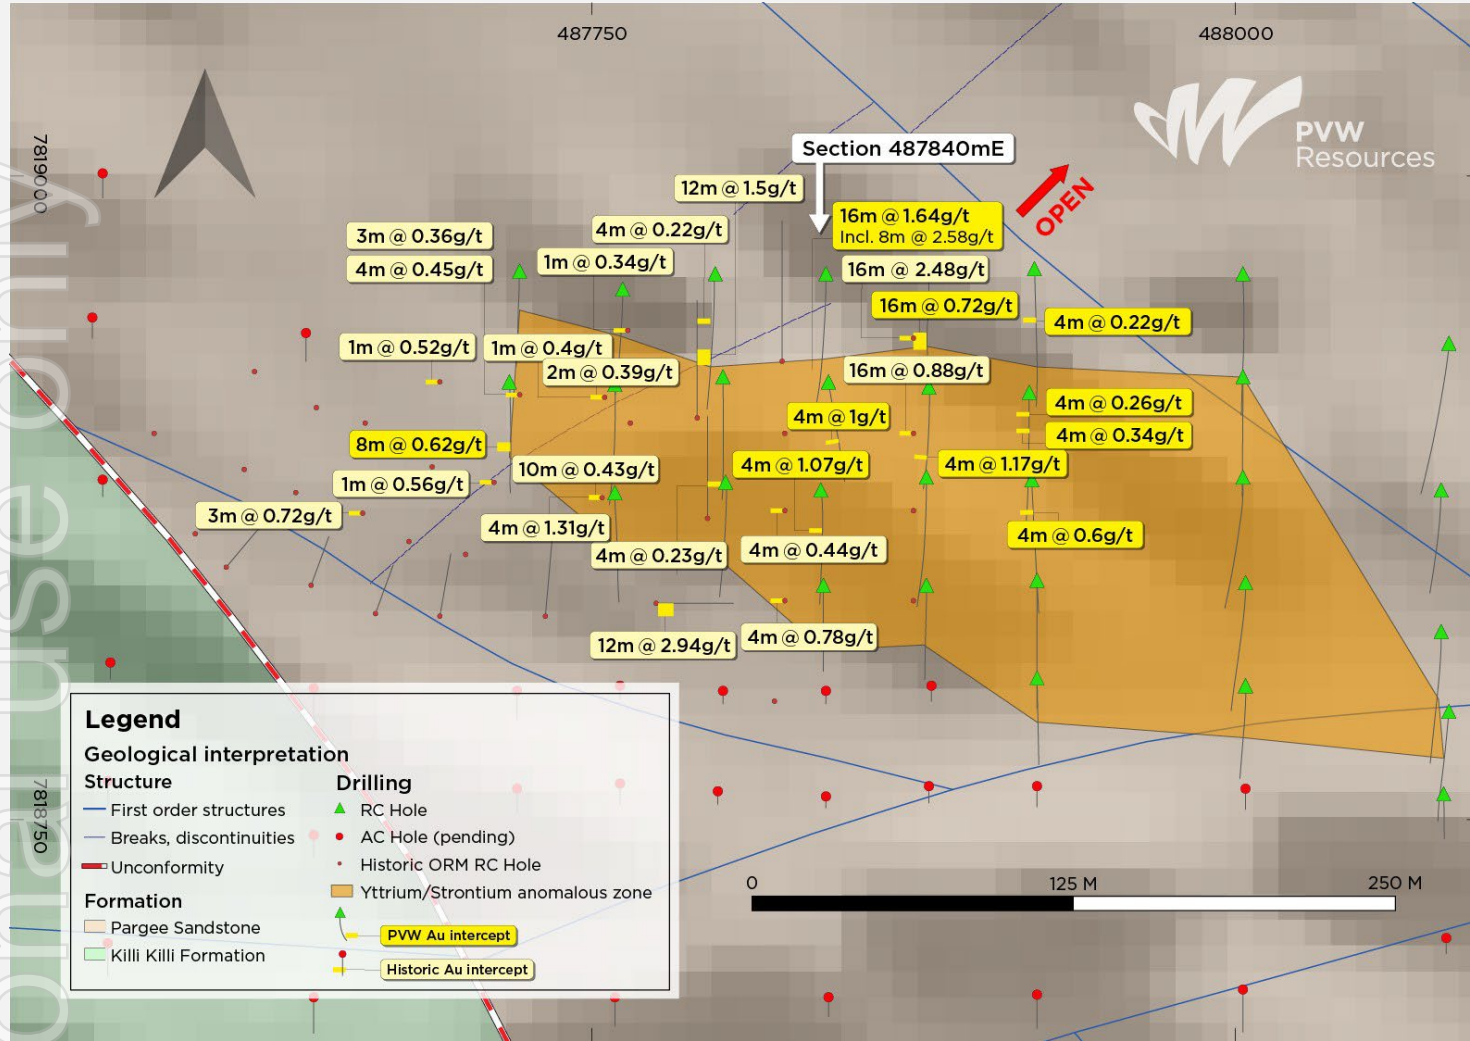 487750
488000
7819000
7818750
PVW
Resources
Section 487840mE
OPEN
12m @ 1.5g/t
16m @ 1.64g/t
Incl. 8m @ 2.58g/t
4m @ 0.22g/t
3m @ 0.36g/t
4m @ 0.45g/t
1m @ 0.34g/t
16m @ 2.48g/t
16m @ 0.72g/t
4m @ 0.22g/t
1m @ 0.52g/t
1m @ 0.4g/t
2m @ 0.39g/t
16m @ 0.88g/t
4m @ 0.26g/t
4m @ 1g/t
4m @ 0.34g/t
8m @ 0.62g/t
10m @ 0.43g/t
4m @ 1.07g/t
4m @ 1.17g/t
1m @ 0.56g/t
3m @ 0.72g/t
4m @ 1.31g/t
4m @ 0.6g/t
4m @ 0.23g/t
4m @ 0.44g/t
12m @ 2.94g/t
4m @ 0.78g/t
Legend
Geological interpretation
Structure
First order structures
Breaks, discontinuities
Unconformity
Formation
Pargee Sandstone
Killi Killi Formation
Drilling
RC Hole
AC Hole (pending)
Historic ORM RC Hole
Yttrium/Strontium anomalous zone
PVW Au intercept
Historic Au intercept
0
125 M
250 M
onal use only